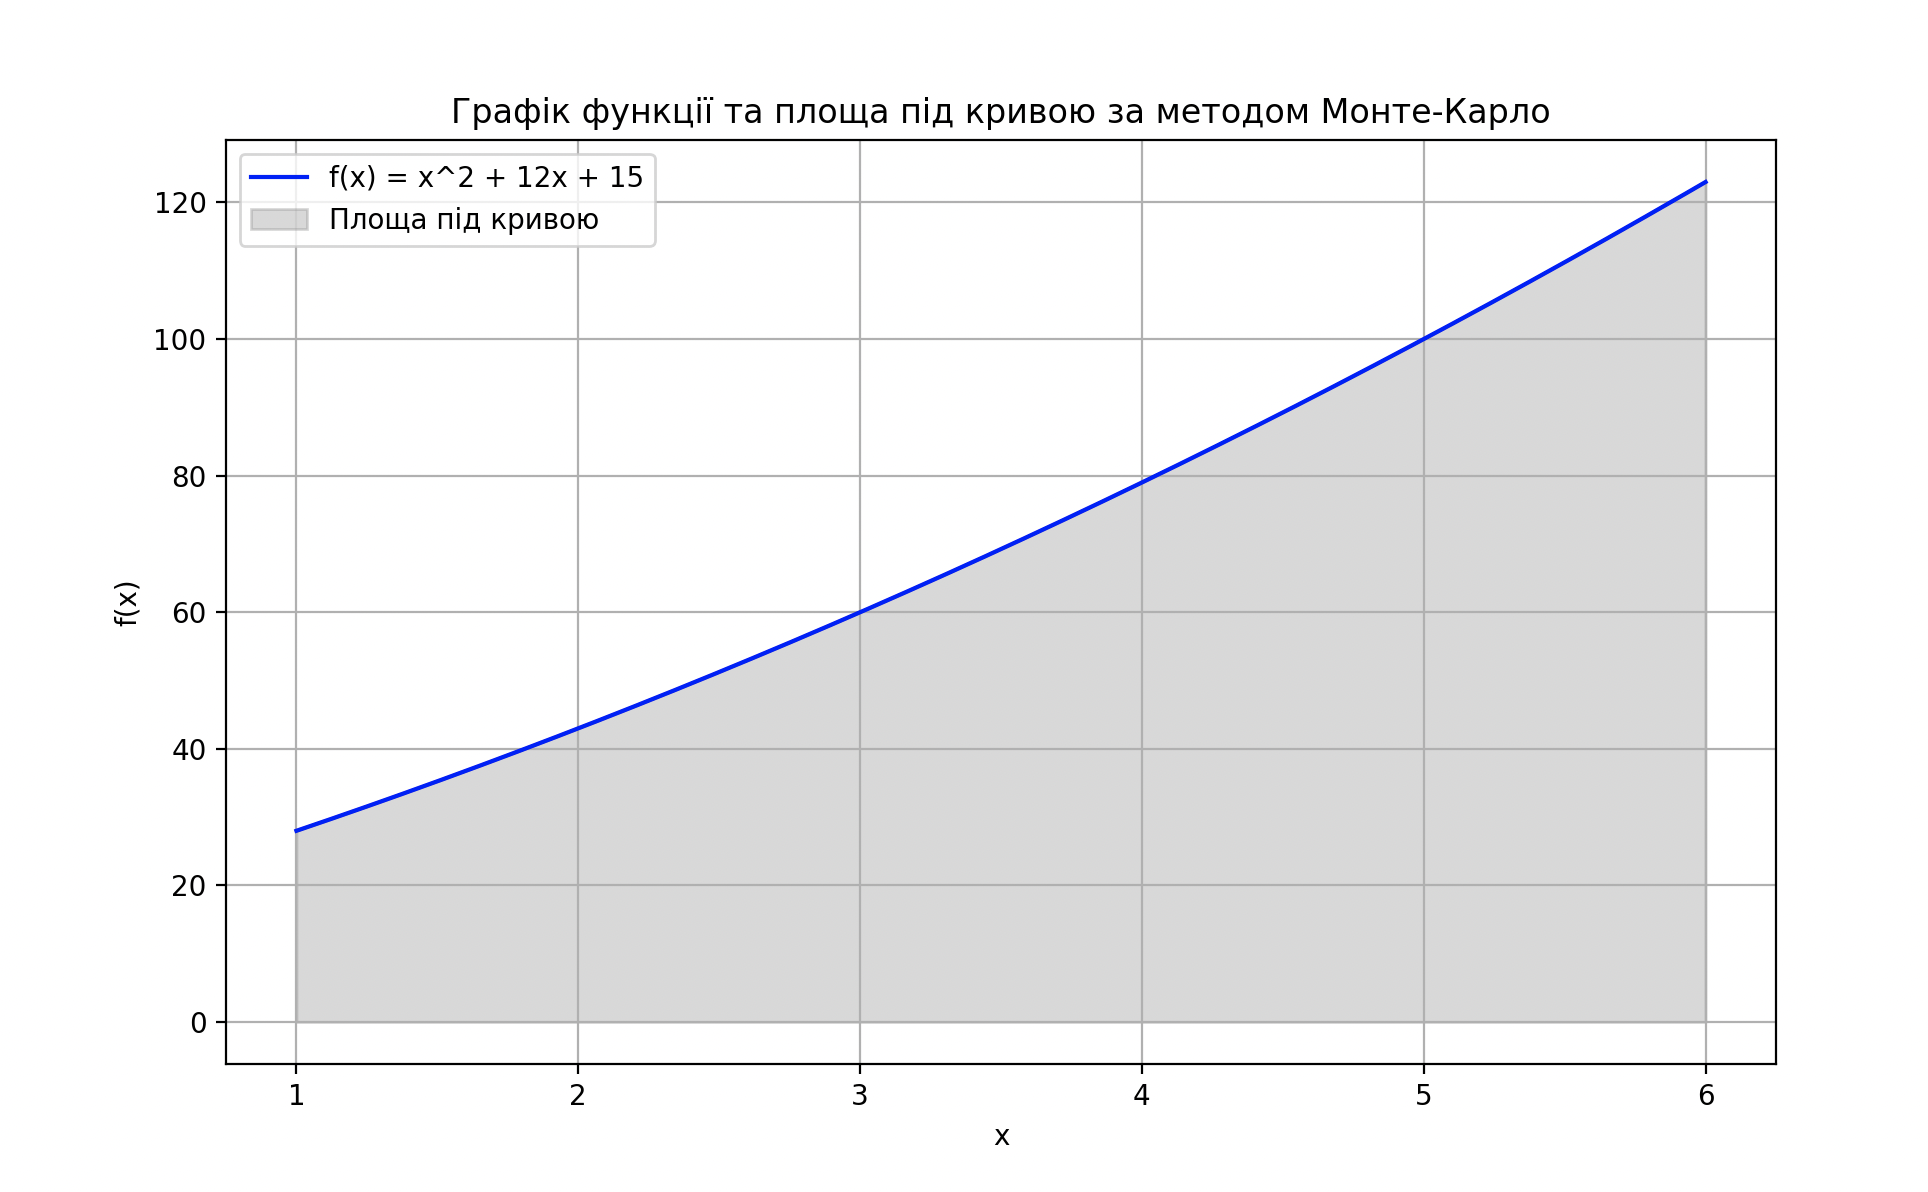 Графік функції та площа під кривою за методом Монте-Карло
f(x) = x^2 + 12x + 15
Площа під кривою
120
100
80
60
40
20
0
f(x)
1 2 3 4 5 6
x